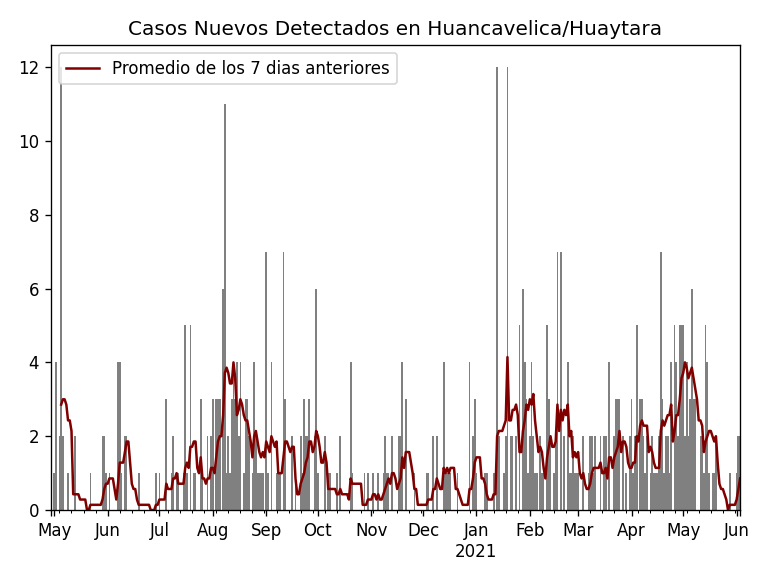 Casos Nuevos Detectados en Huancavelica/Huaytara
Promedio de los 7 dias anteriores
12
10
8
6
4
2
0
May Jun Jul Aug Sep Oct Nov Dec Jan Feb Mar Apr May Jun
2021